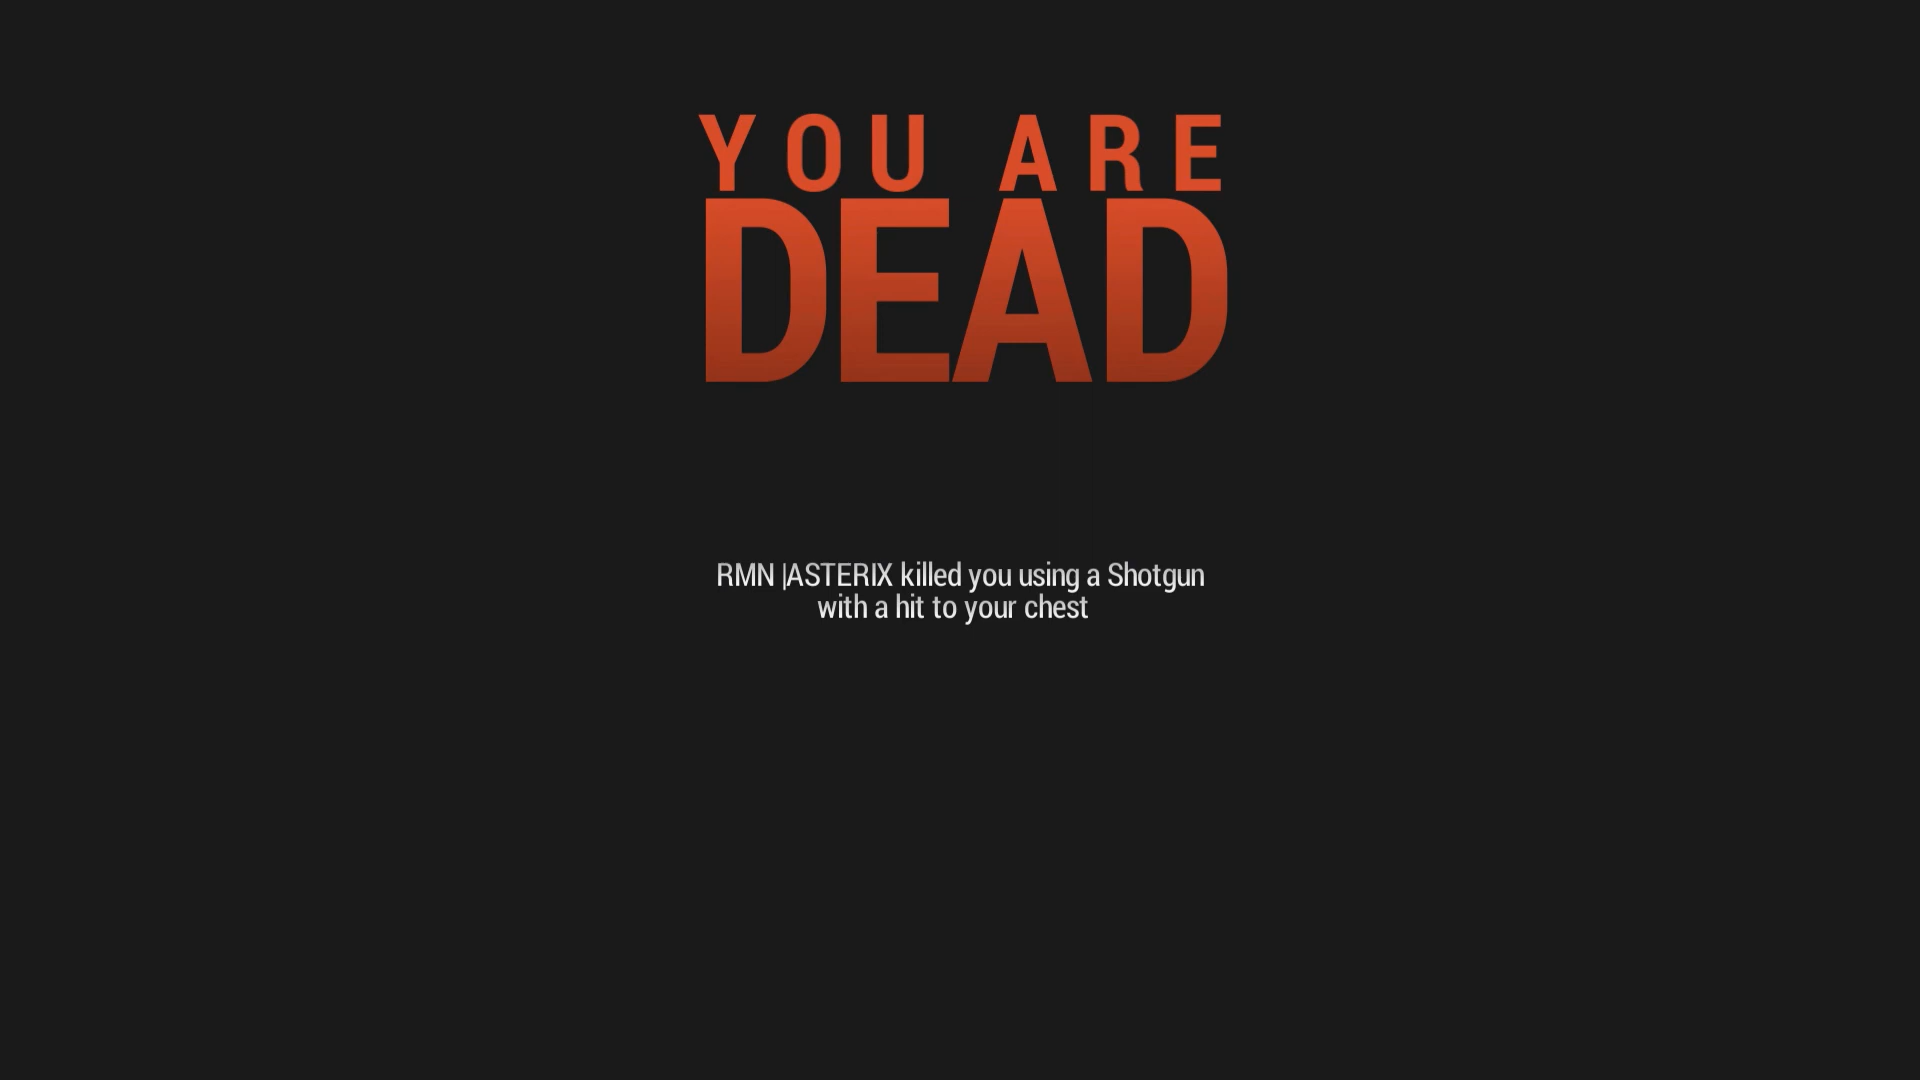 YOU ARE
DEAD
RMN |ASTERIX killed you using a Shotgun
with a hit to your chest